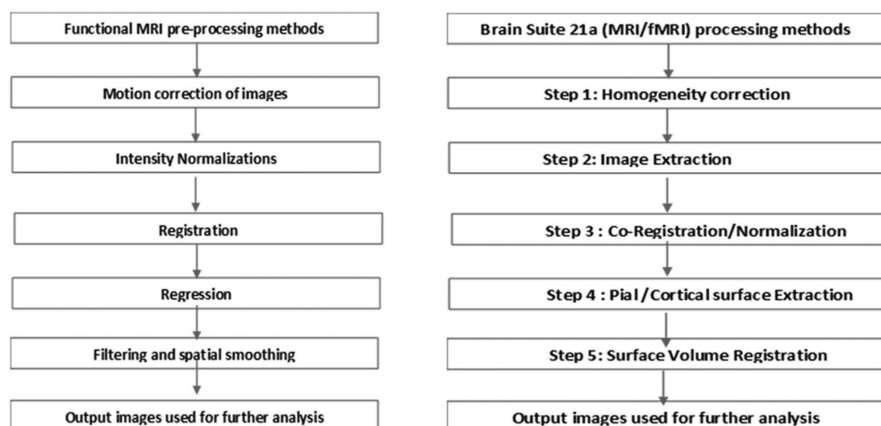 Functional MRI pre-processing methods
Motion correction of images
Intensity Normalizations
Registration
Regression
Filtering and spatial smoothing
Output images used for further analysis
Brain Suite 21a (MRI/fMRI) processing methods
Step 1: Homogeneity correction
Step 2: Image Extraction
Step 3 : Co-Registration/Normalization
Step 4 : Pial /Cortical surface Extraction
Step 5: Surface Volume Registration
Output images used for further analysis